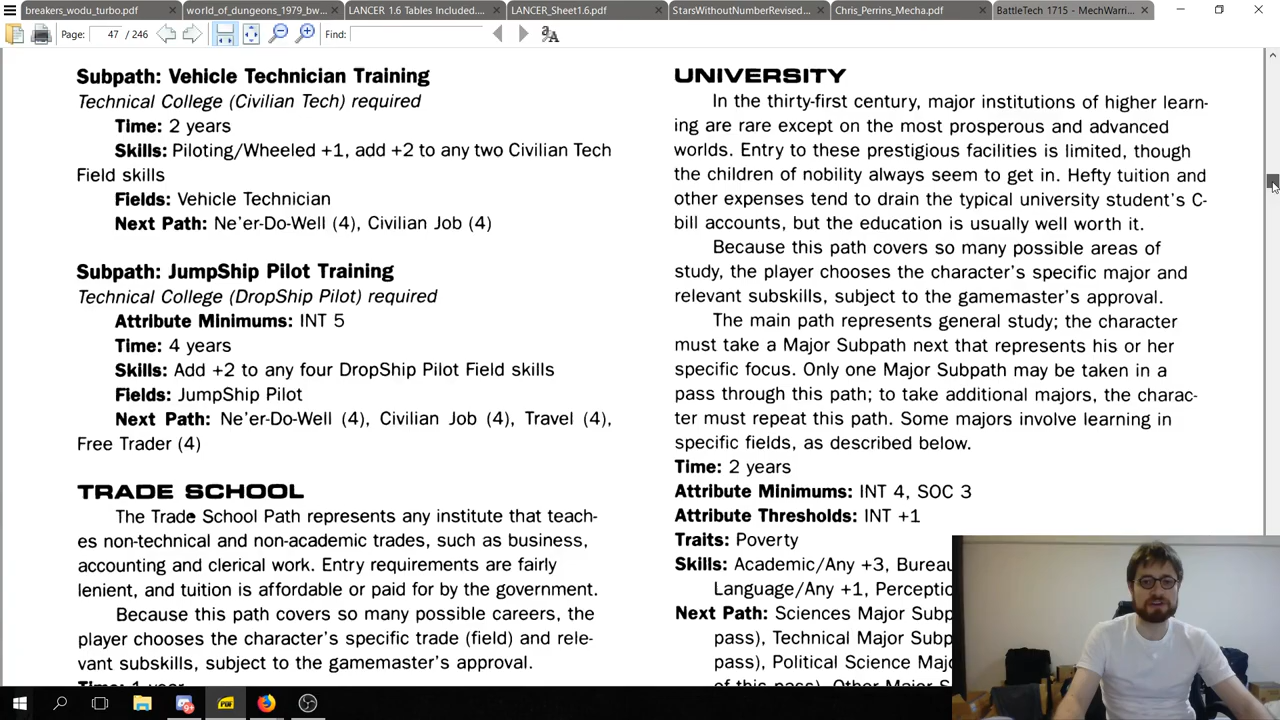 breakers_wodu_turbo.pdf
world_of_dungeons_1979_bw...
LANCER 1.6 Tables Included....
LANCER_Sheet1.6.pdf
StarsWithoutNumberRevised...
Chris_Perrins_Mecha.pdf
BattleTech 1715 - MechWarri...
Page: 47 / 246
Find:
Subpath: Vehicle Technician Training
Technical College (Civilian Tech) required
Time: 2 years
Skills: Piloting/Wheeled +1, add +2 to any two Civilian Tech
Field skills
Fields: Vehicle Technician
Next Path: Ne'er-Do-Well (4), Civilian Job (4)
Subpath: JumpShip Pilot Training
Technical College (DropShip Pilot) required
Attribute Minimums: INT 5
Time: 4 years
Skills: Add +2 to any four DropShip Pilot Field skills
Fields: JumpShip Pilot
Next Path: Ne'er-Do-Well (4), Civilian Job (4), Travel (4),
Free Trader (4)
TRADE SCHOOL
The Trade School Path represents any institute that teach-
es non-technical and non-academic trades, such as business,
accounting and clerical work. Entry requirements are fairly
lenient, and tuition is affordable or paid for by the government.
Because this path covers so many possible careers, the
player chooses the character's specific trade (field) and rele-
vant subskills, subject to the gamemaster's approval.
Time: 1 year
UNIVERSITY
In the thirty-first century, major institutions of higher learn-
ing are rare except on the most prosperous and advanced
worlds. Entry to these prestigious facilities is limited, though
the children of nobility always seem to get in. Hefty tuition and
other expenses tend to drain the typical university student's C-
bill accounts, but the education is usually well worth it.
Because this path covers so many possible areas of
study, the player chooses the character's specific major and
relevant subskills, subject to the gamemaster's approval.
The main path represents general study; the character
must take a Major Subpath next that represents his or her
specific focus. Only one Major Subpath may be taken in a
pass through this path; to take additional majors, the charac-
ter must repeat this path. Some majors involve learning in
specific fields, as described below.
Time: 2 years
Attribute Minimums: INT 4, SOC 3
Attribute Thresholds: INT +1
Traits: Poverty
Skills: Academic/Any +3, Bureau
Language/Any +1, Perceptio
Next Path: Sciences Major Subp
pass), Technical Major Subp
pass), Political Science Majo
of this pass), Other Major S